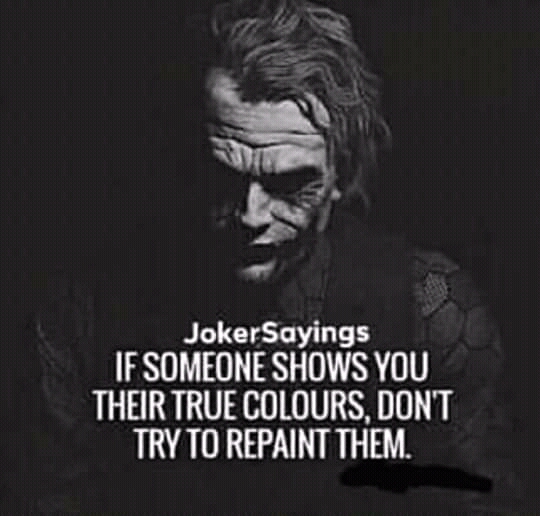 JokerSayings
IF SOMEONE SHOWS YOU
THEIR TRUE COLOURS, DON'T
TRY TO REPAINT THEM.